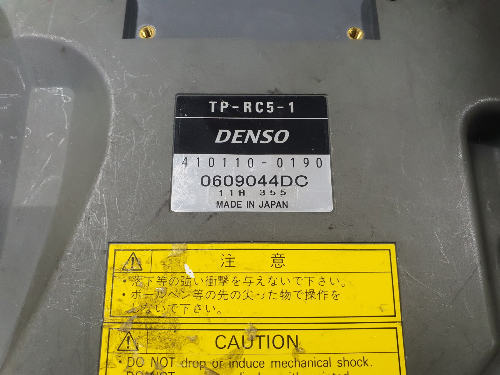 TP-RC5-1
DENSO
410110-0190
0609044DC
11H 355
MADE IN JAPAN
⚠ 注 意
下等の強い衝撃を与えないで下さい。
・ボールペン等の先の尖った物で操作を
ないで下さい。
⚠ CAUTION
・DO NOT drop or induce mechanical shock.